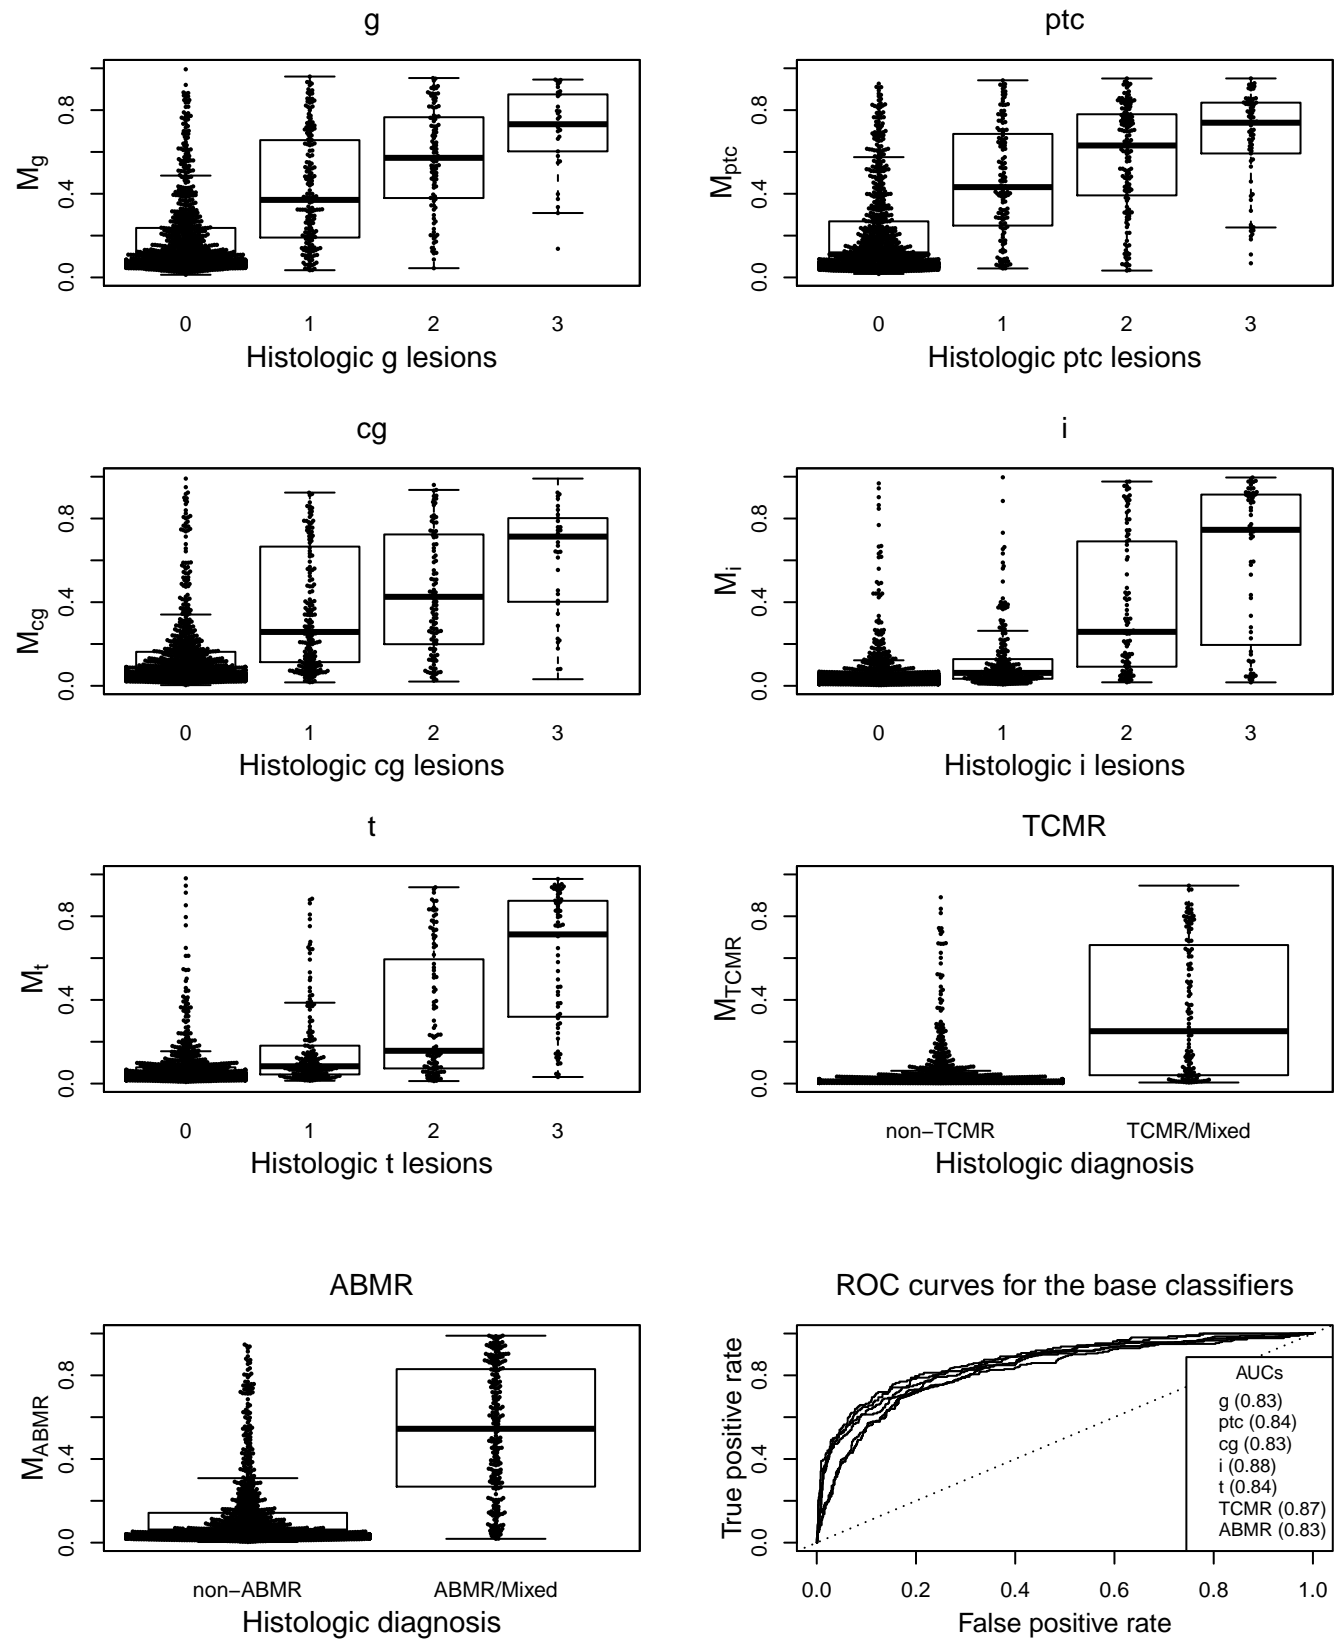 g
ptc
Mg
0.0 0.4 0.8
Mptc
0.0 0.4 0.8
0 1 2 3
0 1 2 3
Histologic g lesions
Histologic ptc lesions
cg
i
Mcg
0.0 0.4 0.8
Mi
0.0 0.4 0.8
0 1 2 3
0 1 2 3
Histologic cg lesions
Histologic i lesions
t
TCMR
Mt
0.0 0.4 0.8
MTCMR
0.0 0.4 0.8
0 1 2 3
non−TCMR TCMR/Mixed
Histologic t lesions
Histologic diagnosis
ABMR
ROC curves for the base classifiers
MABMR
0.0 0.4 0.8
True positive rate
0.0 0.4 0.8
AUCs
g (0.83)
ptc (0.84)
cg (0.83)
i (0.88)
t (0.84)
TCMR (0.87)
ABMR (0.83)
non−ABMR ABMR/Mixed
0.0 0.2 0.4 0.6 0.8 1.0
Histologic diagnosis
False positive rate